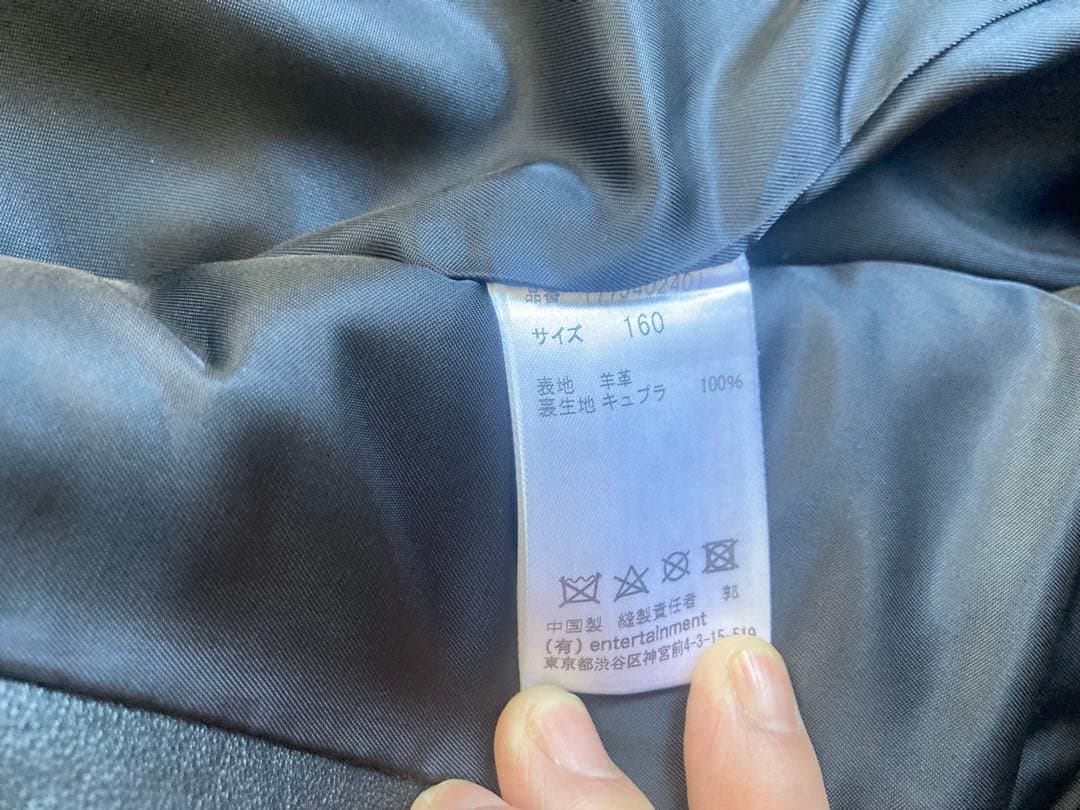 サイズ 160
表地 羊革 100%
裏生地 キュプラ
中国製 縫製責任者 郭
(有) entertainment
東京都渋谷区神宮前4-3-15-519